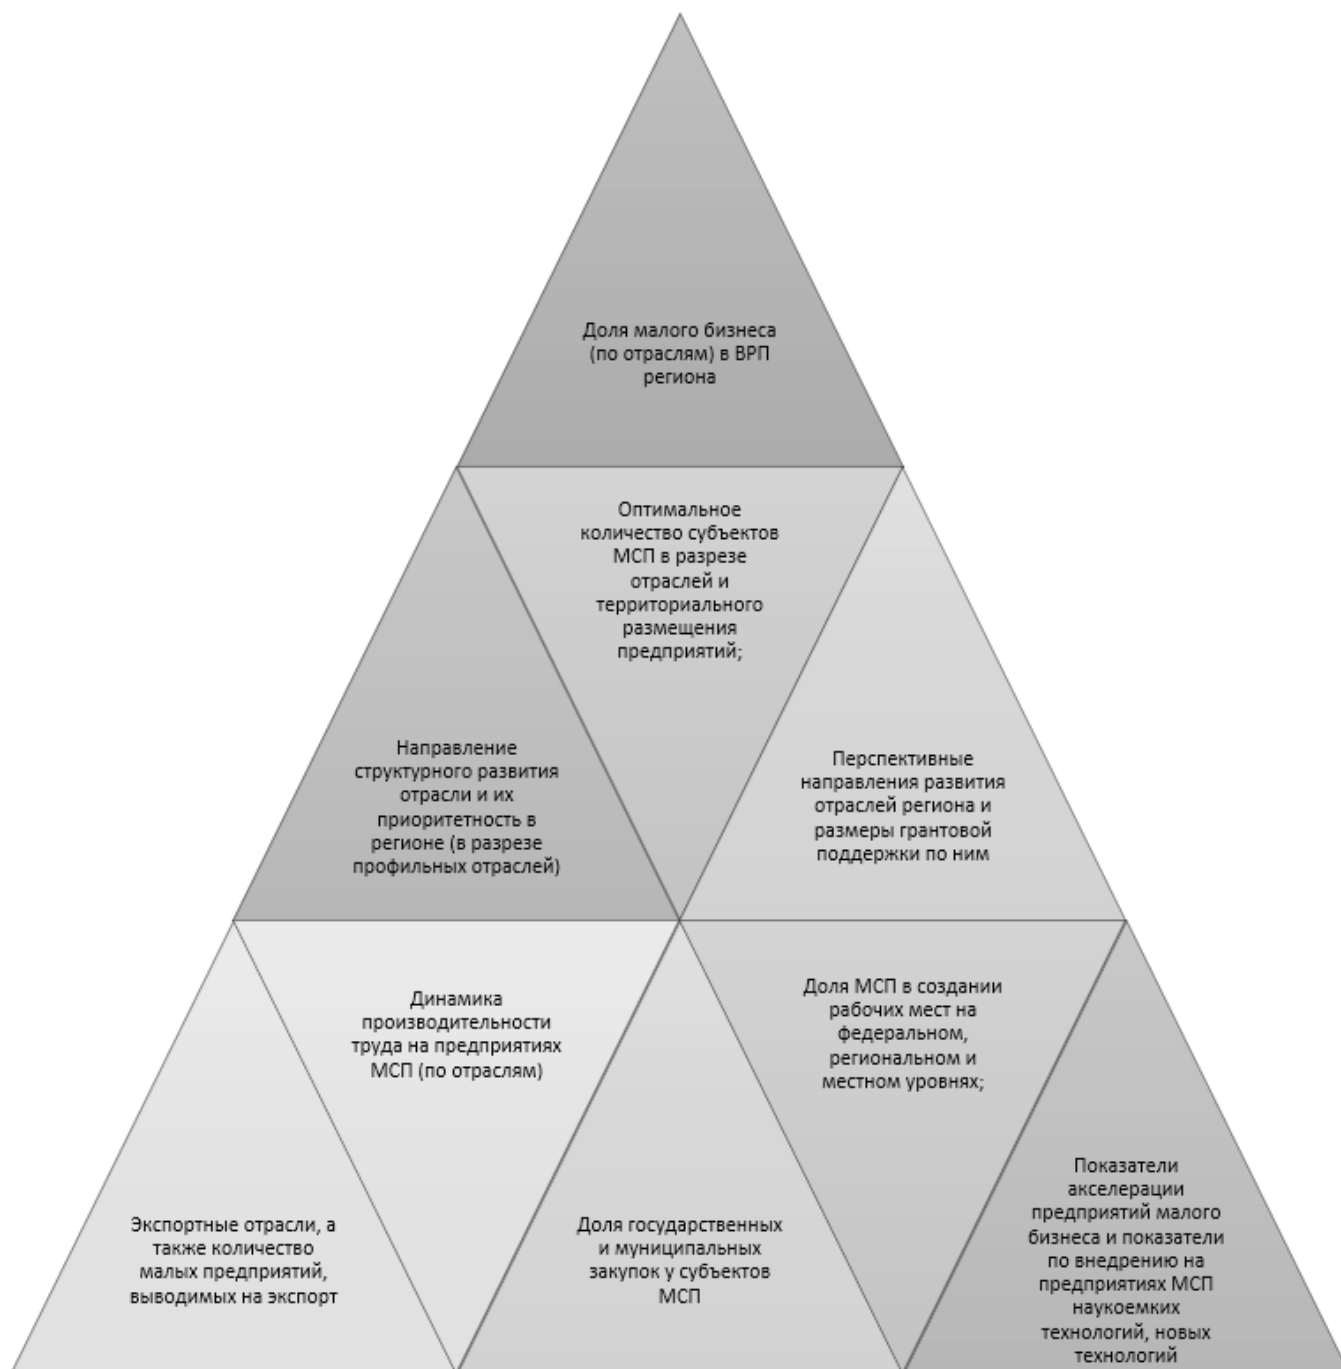 Доля малого бизнеса
(по отраслям) в ВРП
региона
Оптимальное
количество субъектов
МСП в разрезе
отраслей и
территориального
размещения
предприятий;
Направление
структурного развития
отрасли и их
приоритетность в
регионе (в разрезе
профильных отраслей)
Перспективные
направления развития
отраслей региона и
размеры грантовой
поддержки по ним
Динамика
производительности
труда на предприятиях
МСП (по отраслям)
Доля МСП в создании
рабочих мест на
федеральном,
региональном и
местном уровнях;
Экспортные отрасли, а
также количество
малых предприятий,
выводимых на экспорт
Доля государственных
и муниципальных
закупок у субъектов
МСП
Показатели
акселерации
предприятий малого
бизнеса и показатели
по внедрению на
предприятиях МСП
наукоемких
технологий, новых
технологий